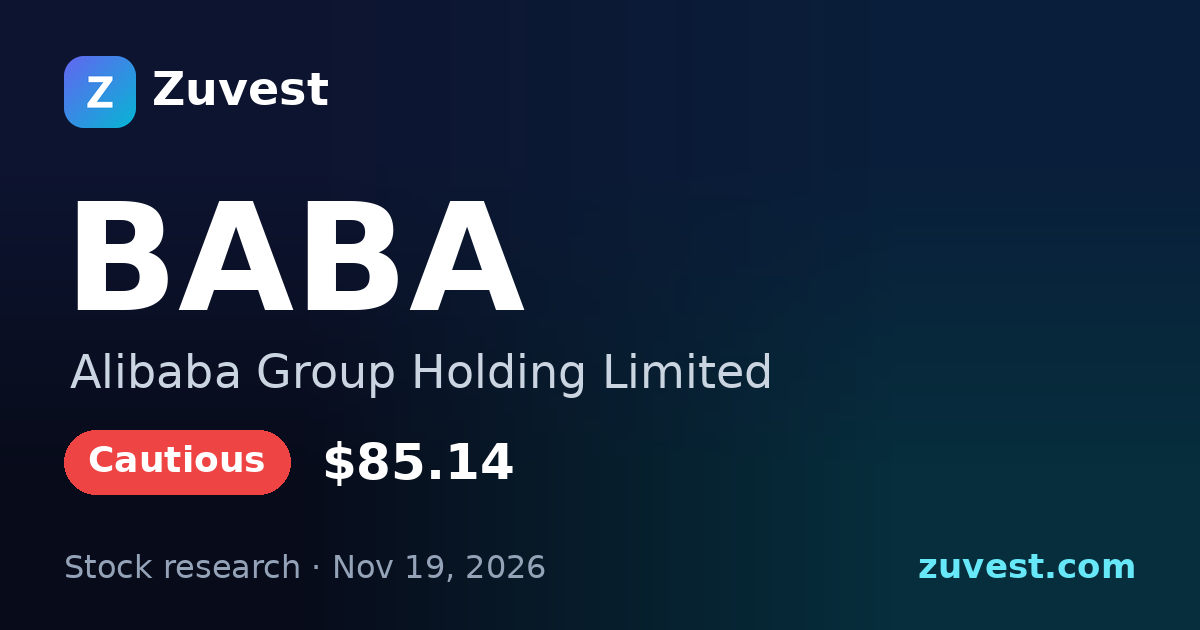 Z Zuvest
BABA
Alibaba Group Holding Limited
Cautious $85.14
Stock research · Nov 19, 2026 zuvest.com